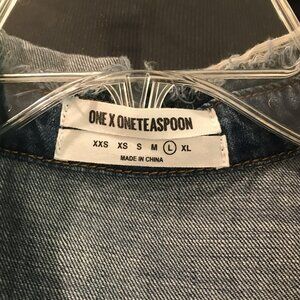 ONE X ONETEASPOON
XXS XS S M L XL
MADE IN CHINA